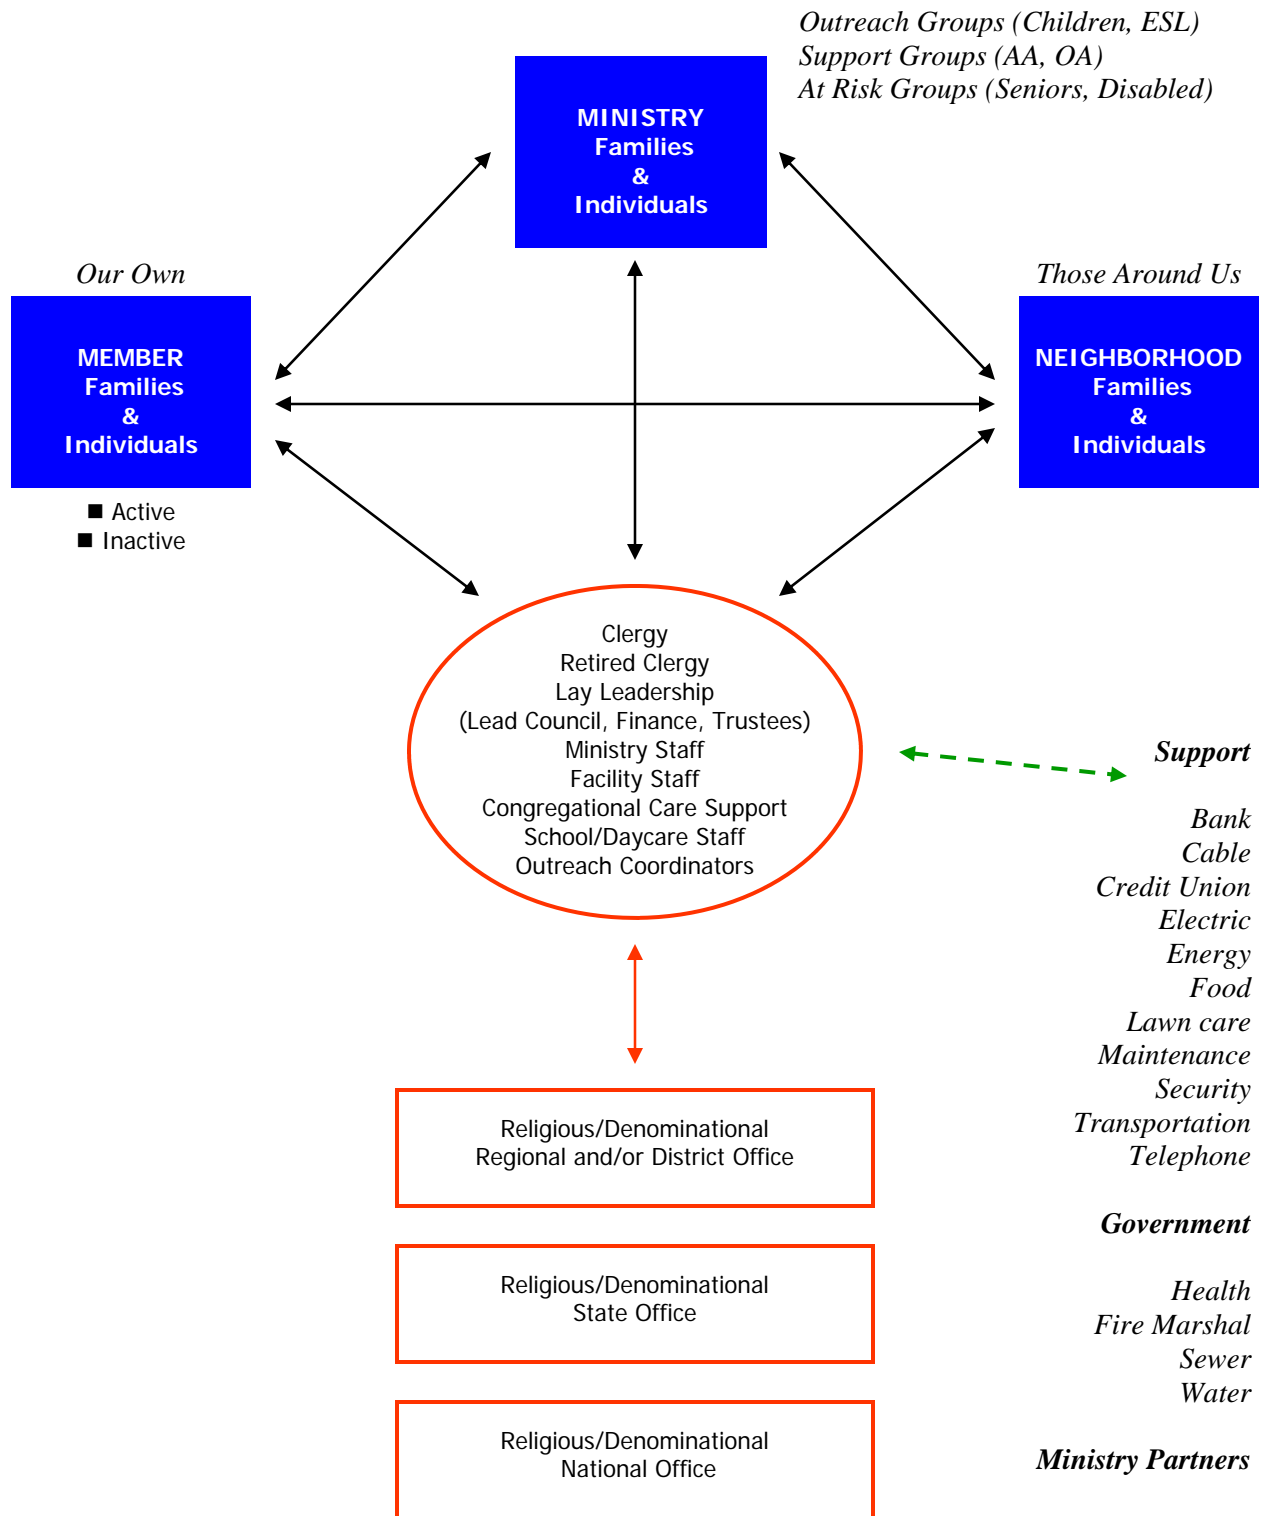 Outreach Groups (Children, ESL)
Support Groups (AA, OA)
At Risk Groups (Seniors, Disabled)
MINISTRY
Families
&
Individuals
Our Own
MEMBER
Families
&
Individuals
■ Active
■ Inactive
Those Around Us
NEIGHBORHOOD
Families
&
Individuals
Clergy
Retired Clergy
Lay Leadership
(Lead Council, Finance, Trustees)
Ministry Staff
Facility Staff
Congregational Care Support
School/Daycare Staff
Outreach Coordinators
Religious/Denominational
Regional and/or District Office
Religious/Denominational
State Office
Religious/Denominational
National Office
Support
Bank
Cable
Credit Union
Electric
Energy
Food
Lawn care
Maintenance
Security
Transportation
Telephone
Government
Health
Fire Marshal
Sewer
Water
Ministry Partners